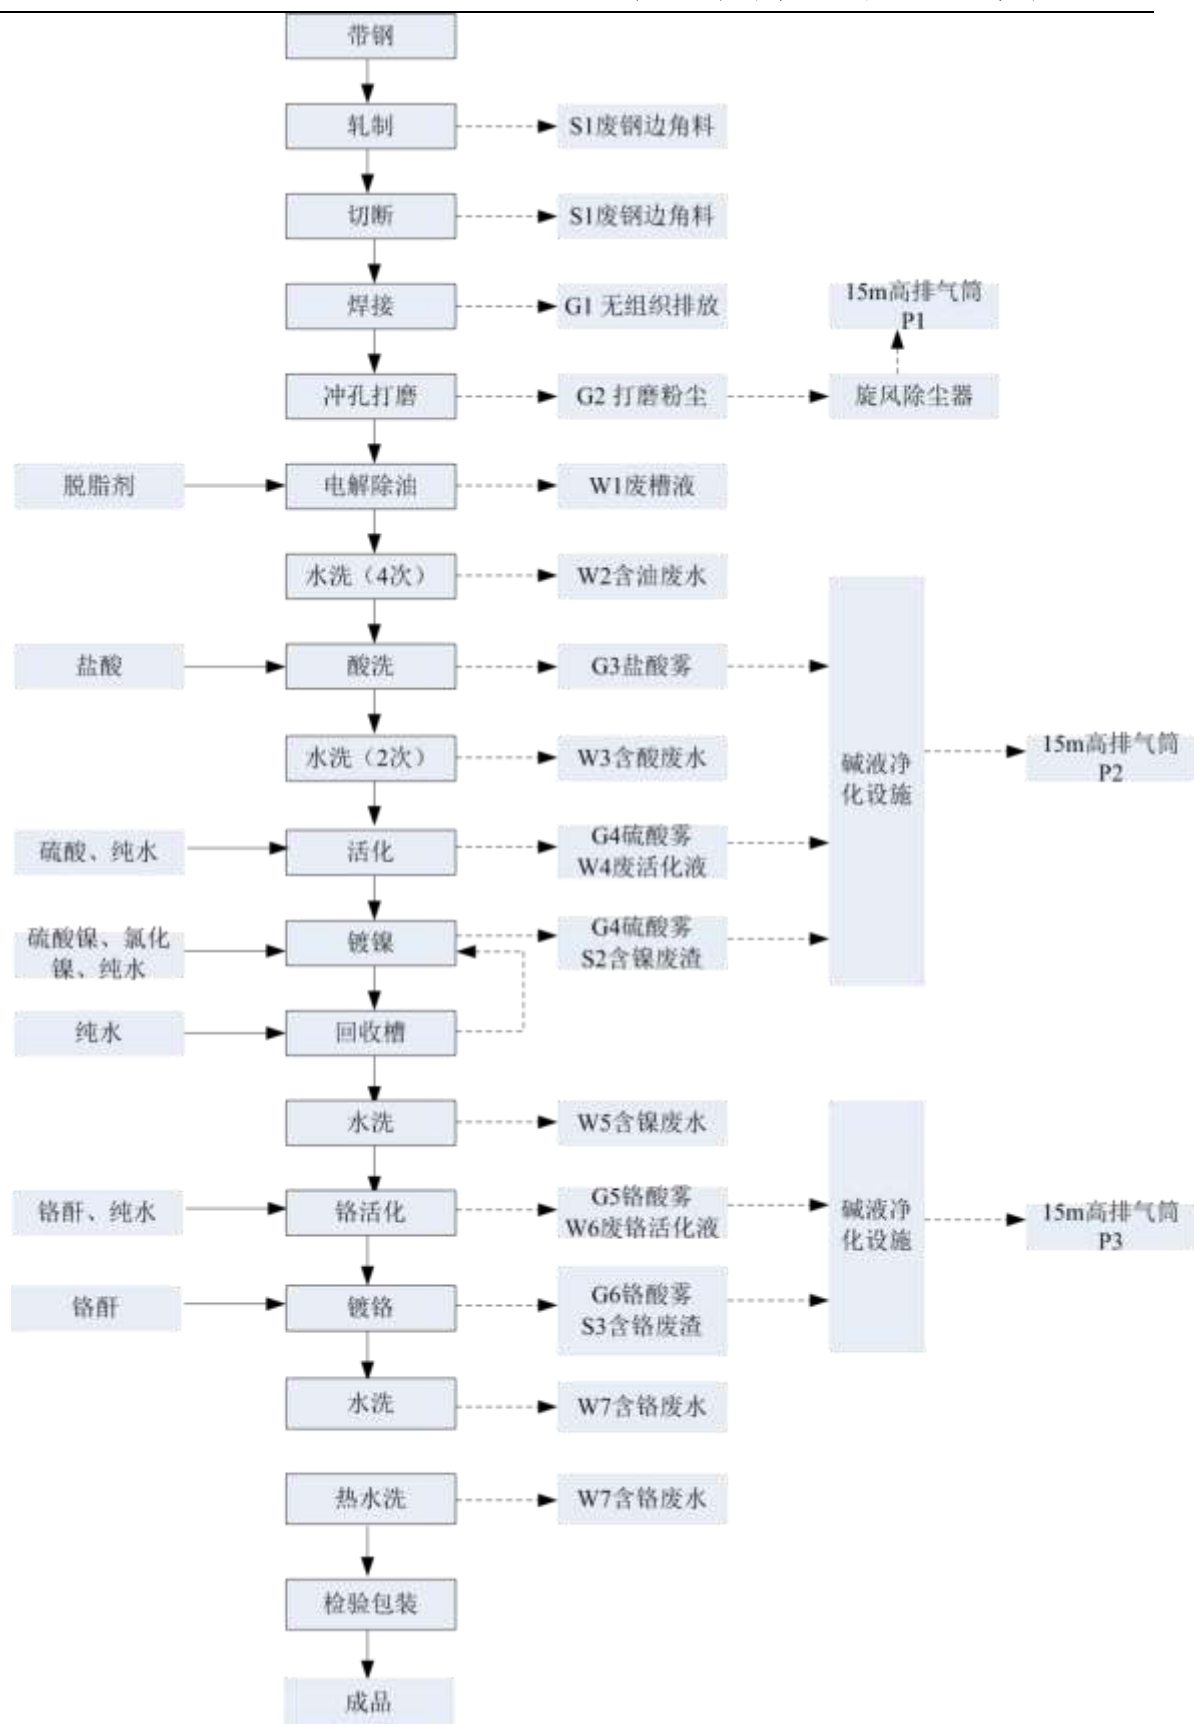 带钢
轧制
S1废钢边角料
切断
S1废钢边角料
焊接
G1 无组织排放
15m高排气筒
P1
冲孔打磨
G2 打磨粉尘
旋风除尘器
脱脂剂
电解除油
W1废槽液
水洗（4次）
W2含油废水
盐酸
酸洗
G3盐酸雾
水洗（2次）
W3含酸废水
碱液净
化设施
15m高排气筒
P2
硫酸、纯水
活化
G4硫酸雾
W4废活化液
硫酸镍、氯化
镍、纯水
镀镍
G4硫酸雾
S2含镍废渣
纯水
回收槽
水洗
W5含镍废水
铬酐、纯水
铬活化
G5铬酸雾
W6废铬活化液
碱液净
化设施
15m高排气筒
P3
铬酐
镀铬
G6铬酸雾
S3含铬废渣
水洗
W7含铬废水
热水洗
W7含铬废水
检验包装
成品